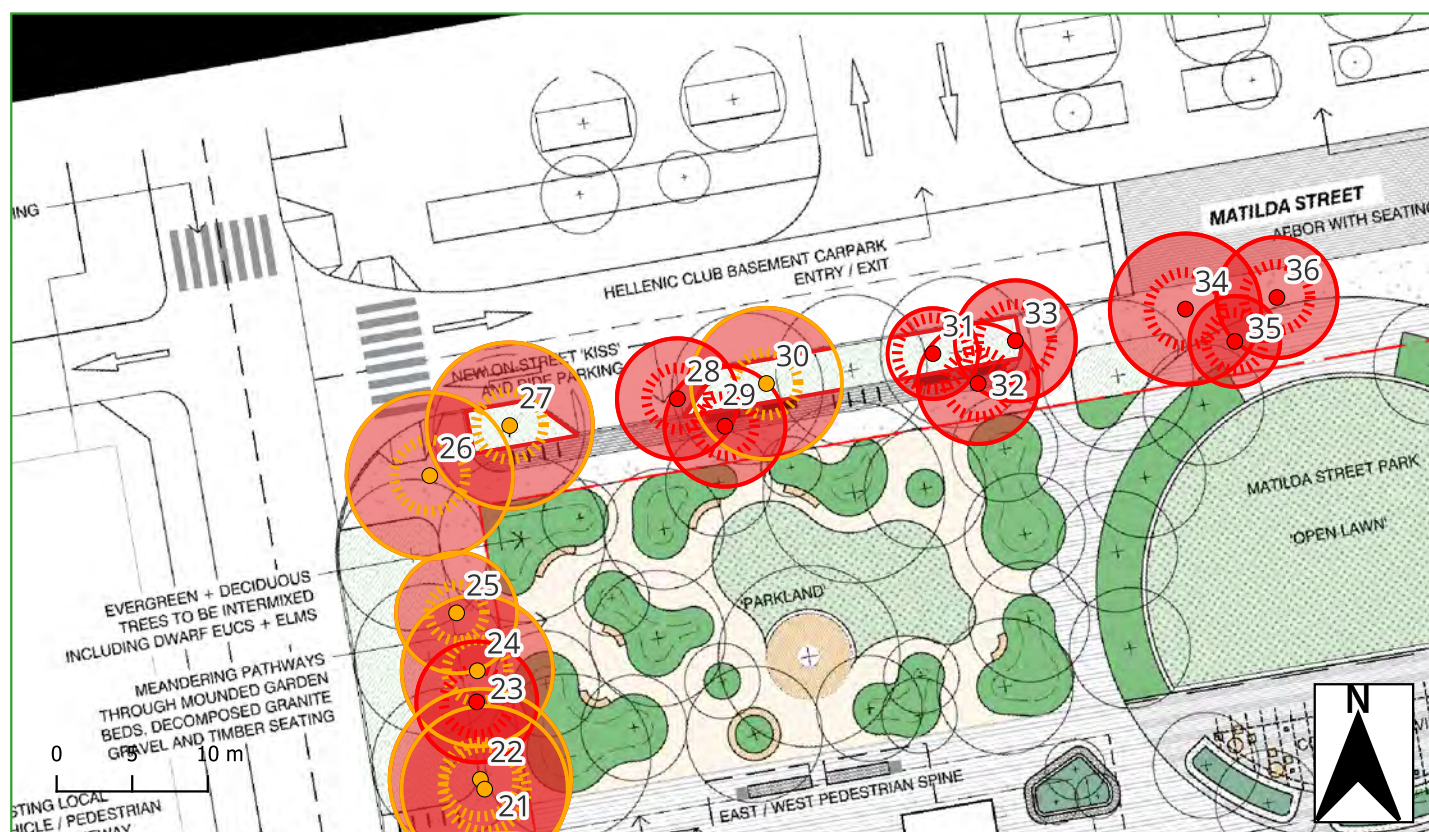 ING
MATILDA STREET
ARBOR WITH SEATING
HELLENIC CLUB BASEMENT CARPARK
ENTRY / EXIT
NEW ON STREET 'KISS'
AND RIDE PARKING
36
34
35
33
31
32
30
28
29
27
26
MATILDA STREET PARK
'OPEN LAWN'
'PARKLAND'
25
24
23
22
21
EVERGREEN + DECIDUOUS
TREES TO BE INTERMIXED
INCLUDING DWARF EUCS + ELMS
MEANDERING PATHWAYS
THROUGH MOUNDED GARDEN
BEDS, DECOMPOSED GRANITE
GRAVEL AND TIMBER SEATING
0 5 10 m
STING LOCAL
HICLE / PEDESTRIAN
EWAY
EAST / WEST PEDESTRIAN SPINE
N